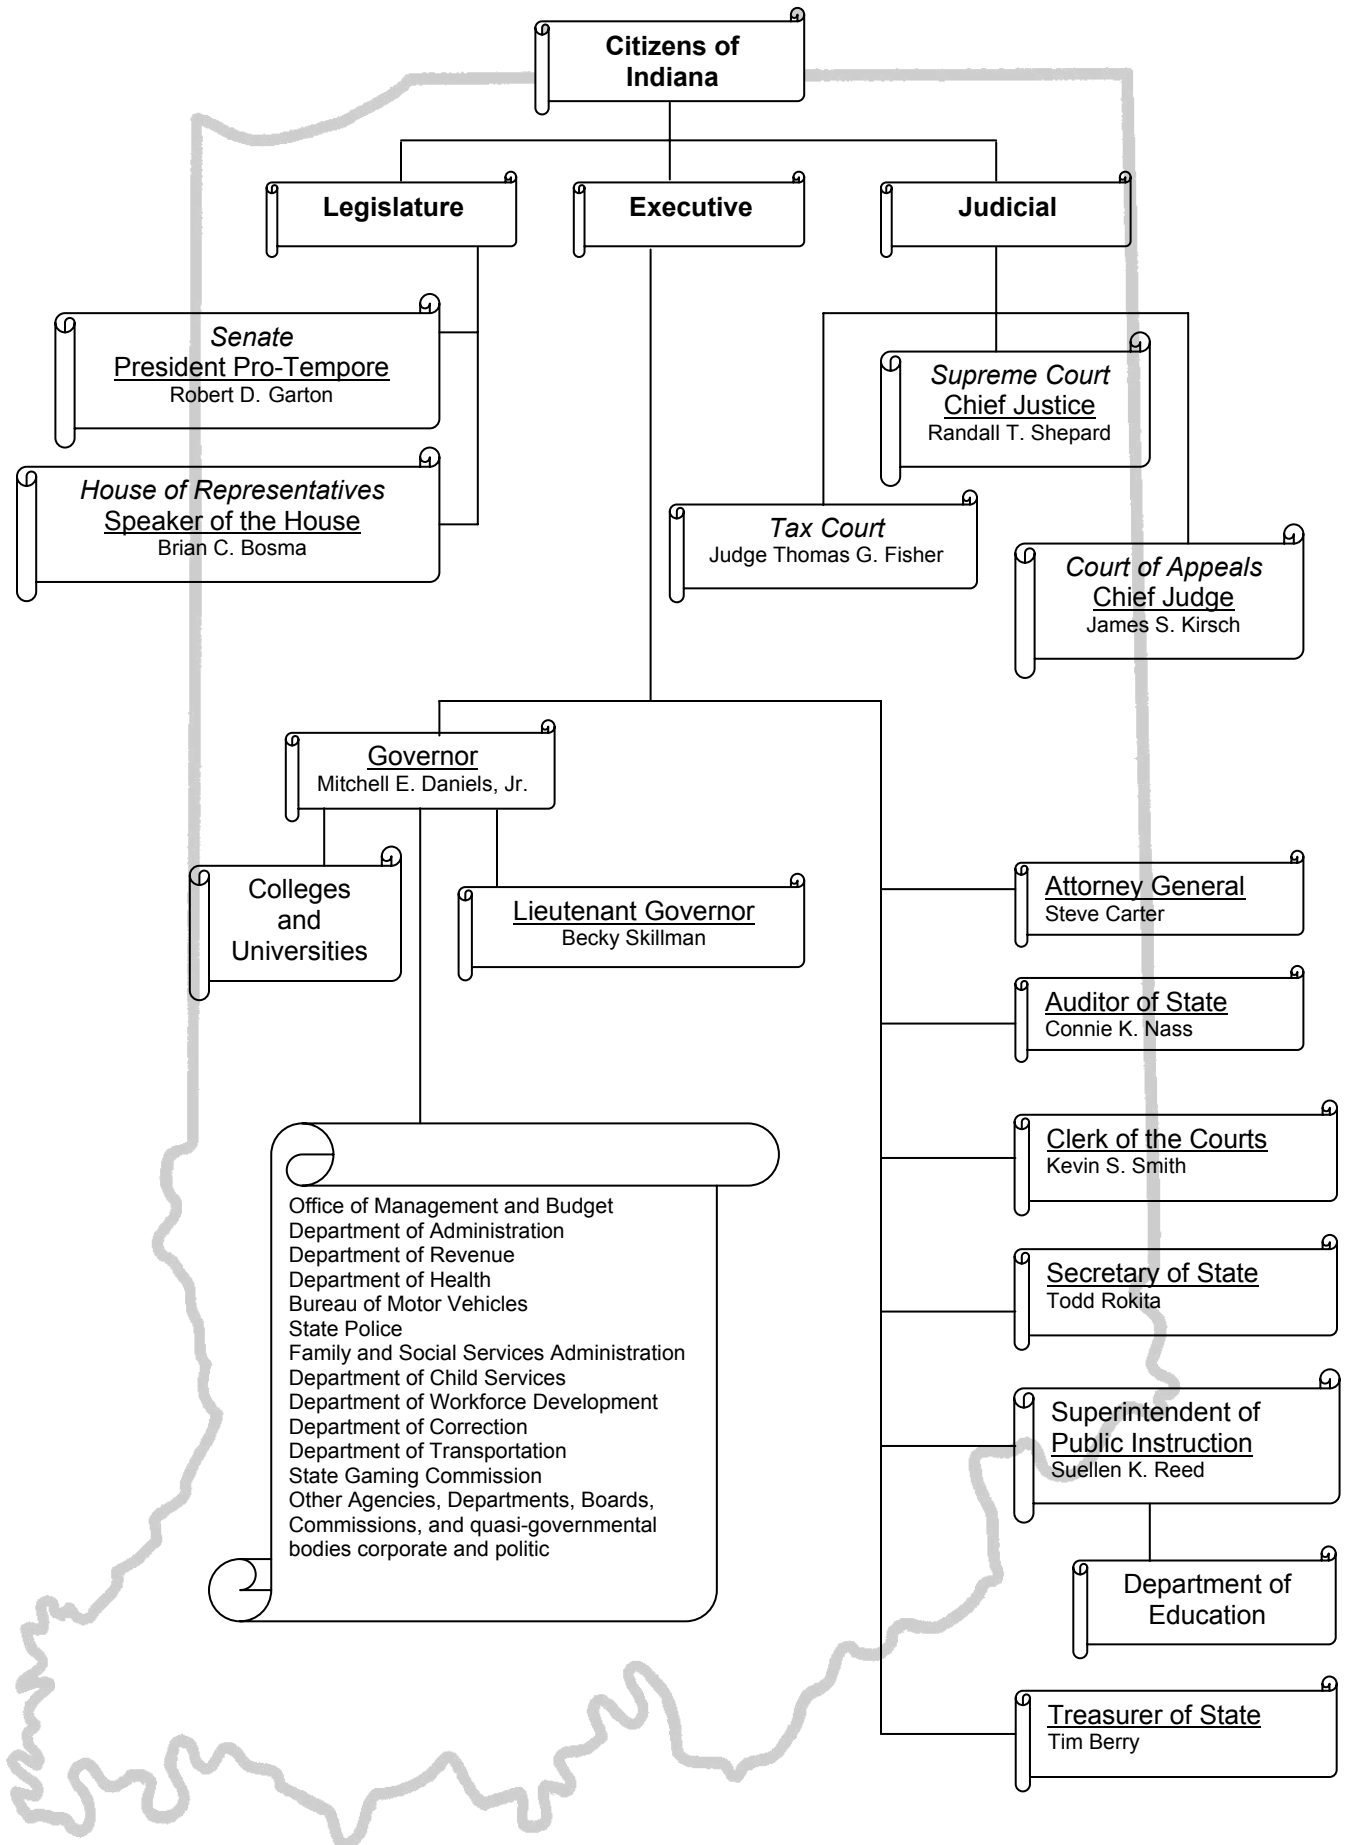 Citizens of
Indiana
Legislature
Executive
Judicial
Senate
President Pro-Tempore
Robert D. Garton
House of Representatives
Speaker of the House
Brian C. Bosma
Supreme Court
Chief Justice
Randall T. Shepard
Tax Court
Judge Thomas G. Fisher
Court of Appeals
Chief Judge
James S. Kirsch
Governor
Mitchell E. Daniels, Jr.
Colleges
and
Universities
Lieutenant Governor
Becky Skillman
Attorney General
Steve Carter
Auditor of State
Connie K. Nass
Clerk of the Courts
Kevin S. Smith
Secretary of State
Todd Rokita
Superintendent of
Public Instruction
Suellen K. Reed
Department of
Education
Treasurer of State
Tim Berry
Office of Management and Budget
Department of Administration
Department of Revenue
Department of Health
Bureau of Motor Vehicles
State Police
Family and Social Services Administration
Department of Child Services
Department of Workforce Development
Department of Correction
Department of Transportation
State Gaming Commission
Other Agencies, Departments, Boards,
Commissions, and quasi-governmental
bodies corporate and politic